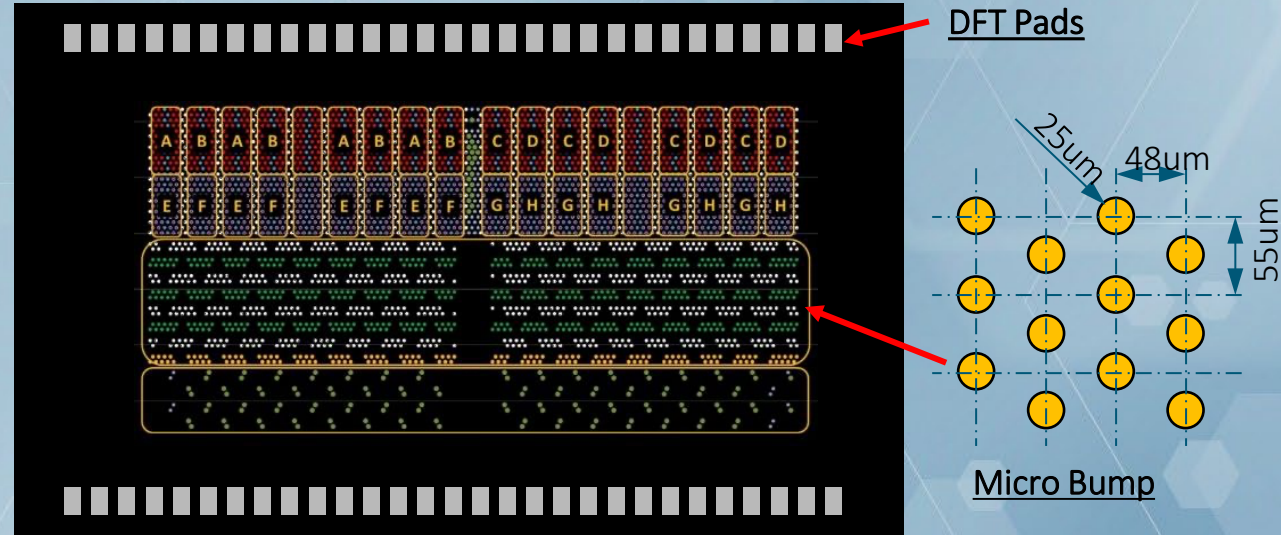 DFT Pads
A B A B A B A B C D C D C D C D
E F E F E F E F G H G H G H G H
25um
48um
55um
Micro Bump